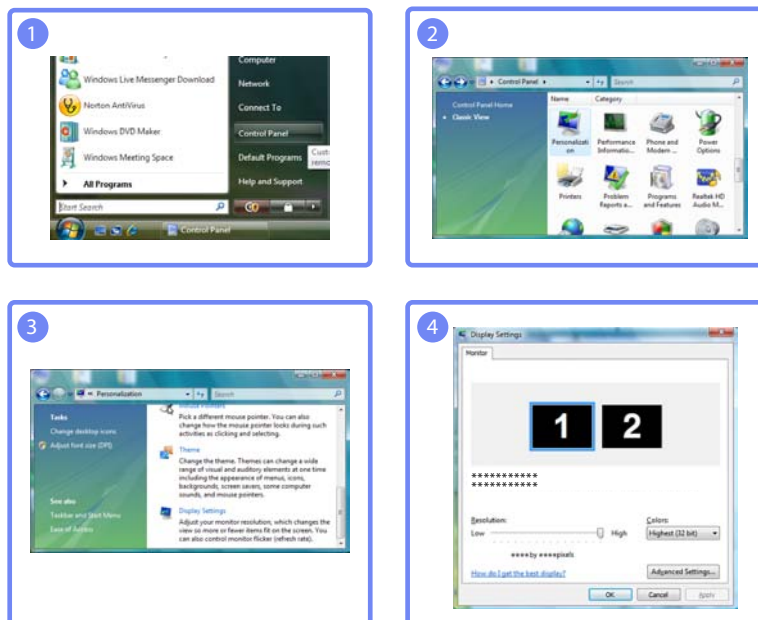 1
Computer
Windows Live Messenger Download
Network
Norton AntiVirus
Connect To
Windows DVD Maker
Control Panel
Windows Meeting Space
Default Programs
All Programs
Help and Support
Start Search
Control Panel
2
Control Panel
Search
Control Panel Home
Classic View
Name Category
Personalizati
on
Performance
Informatio...
Phone and
Modem ...
Power
Options
Printers
Problem
Reports a...
Programs
and Features
Realtek HD
Audio M...
3
Personalization
Search
Tasks
Change desktop icons
Adjust font size (DPI)
See also
Taskbar and Start Menu
Ease of Access
Mouse Pointers
Pick a different mouse pointer. You can also
change how the mouse pointer looks during such
activities as clicking and selecting.
Theme
Change the theme. Themes can change a wide
range of visual and auditory elements at one time
including the appearance of menus, icons,
backgrounds, screen savers, some computer
sounds, and mouse pointers.
Display Settings
Adjust your monitor resolution, which changes the
view so more or fewer items fit on the screen. You
can also control monitor flicker (refresh rate).
4
Display Settings
Monitor
1 2
***********
***********
Resolution:
Low High
****by ****pixels
Colors:
Highest (32 bit)
How do I get the best display?
Advanced Settings...
OK Cancel Apply